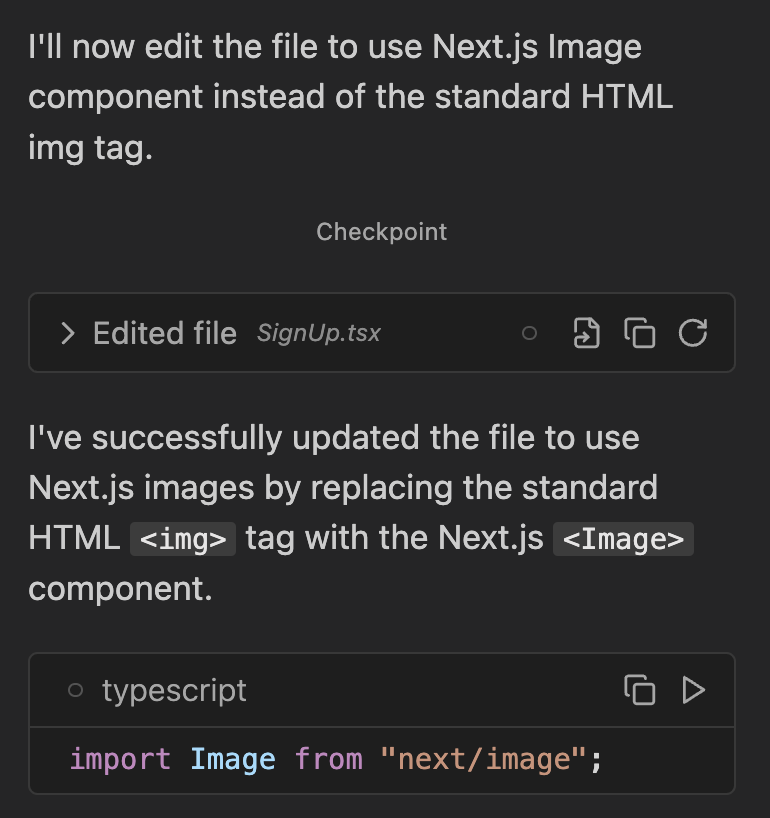 I'll now edit the file to use Next.js Image
component instead of the standard HTML
img tag.
Checkpoint
Edited file SignUp.tsx
I've successfully updated the file to use
Next.js images by replacing the standard
HTML <img> tag with the Next.js <Image>
component.
typescript
import Image from "next/image";